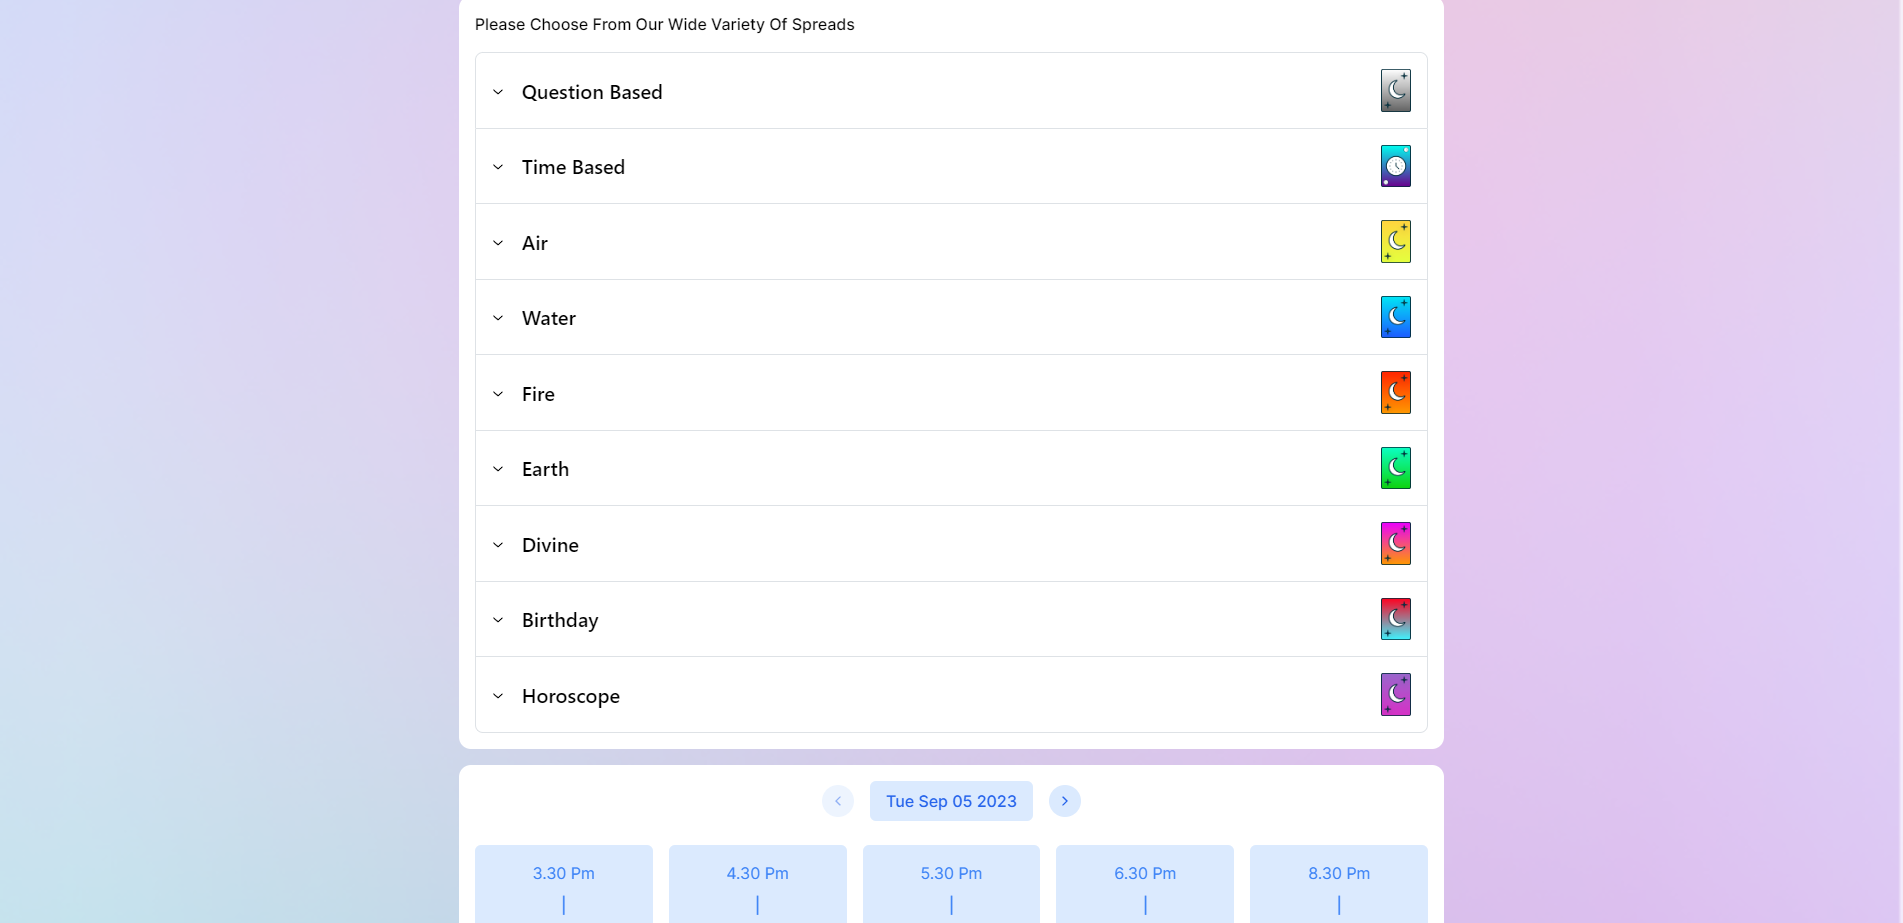 Please Choose From Our Wide Variety Of Spreads
Question Based
Time Based
Air
Water
Fire
Earth
Divine
Birthday
Horoscope
Tue Sep 05 2023
3.30 Pm
4.30 Pm
5.30 Pm
6.30 Pm
8.30 Pm